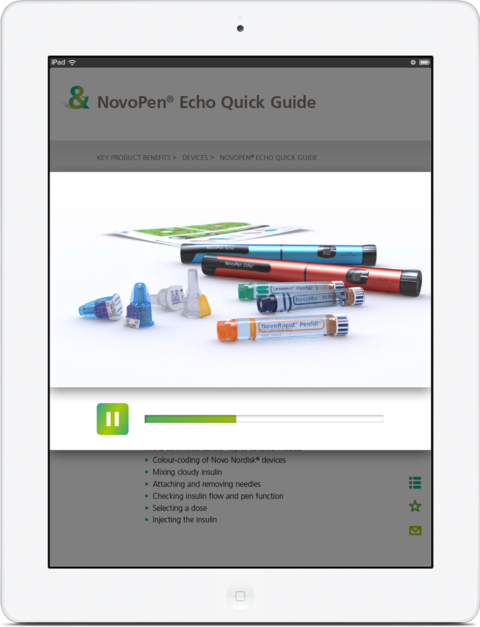 iPad
& NovoPen® Echo Quick Guide
KEY PRODUCT BENEFITS > DEVICES > NOVOPEN® ECHO QUICK GUIDE
NovoPen Echo®
NovoRapid® Penfill®
• Colour-coding of Novo Nordisk® devices
• Mixing cloudy insulin
• Attaching and removing needles
• Checking insulin flow and pen function
• Selecting a dose
• Injecting the insulin